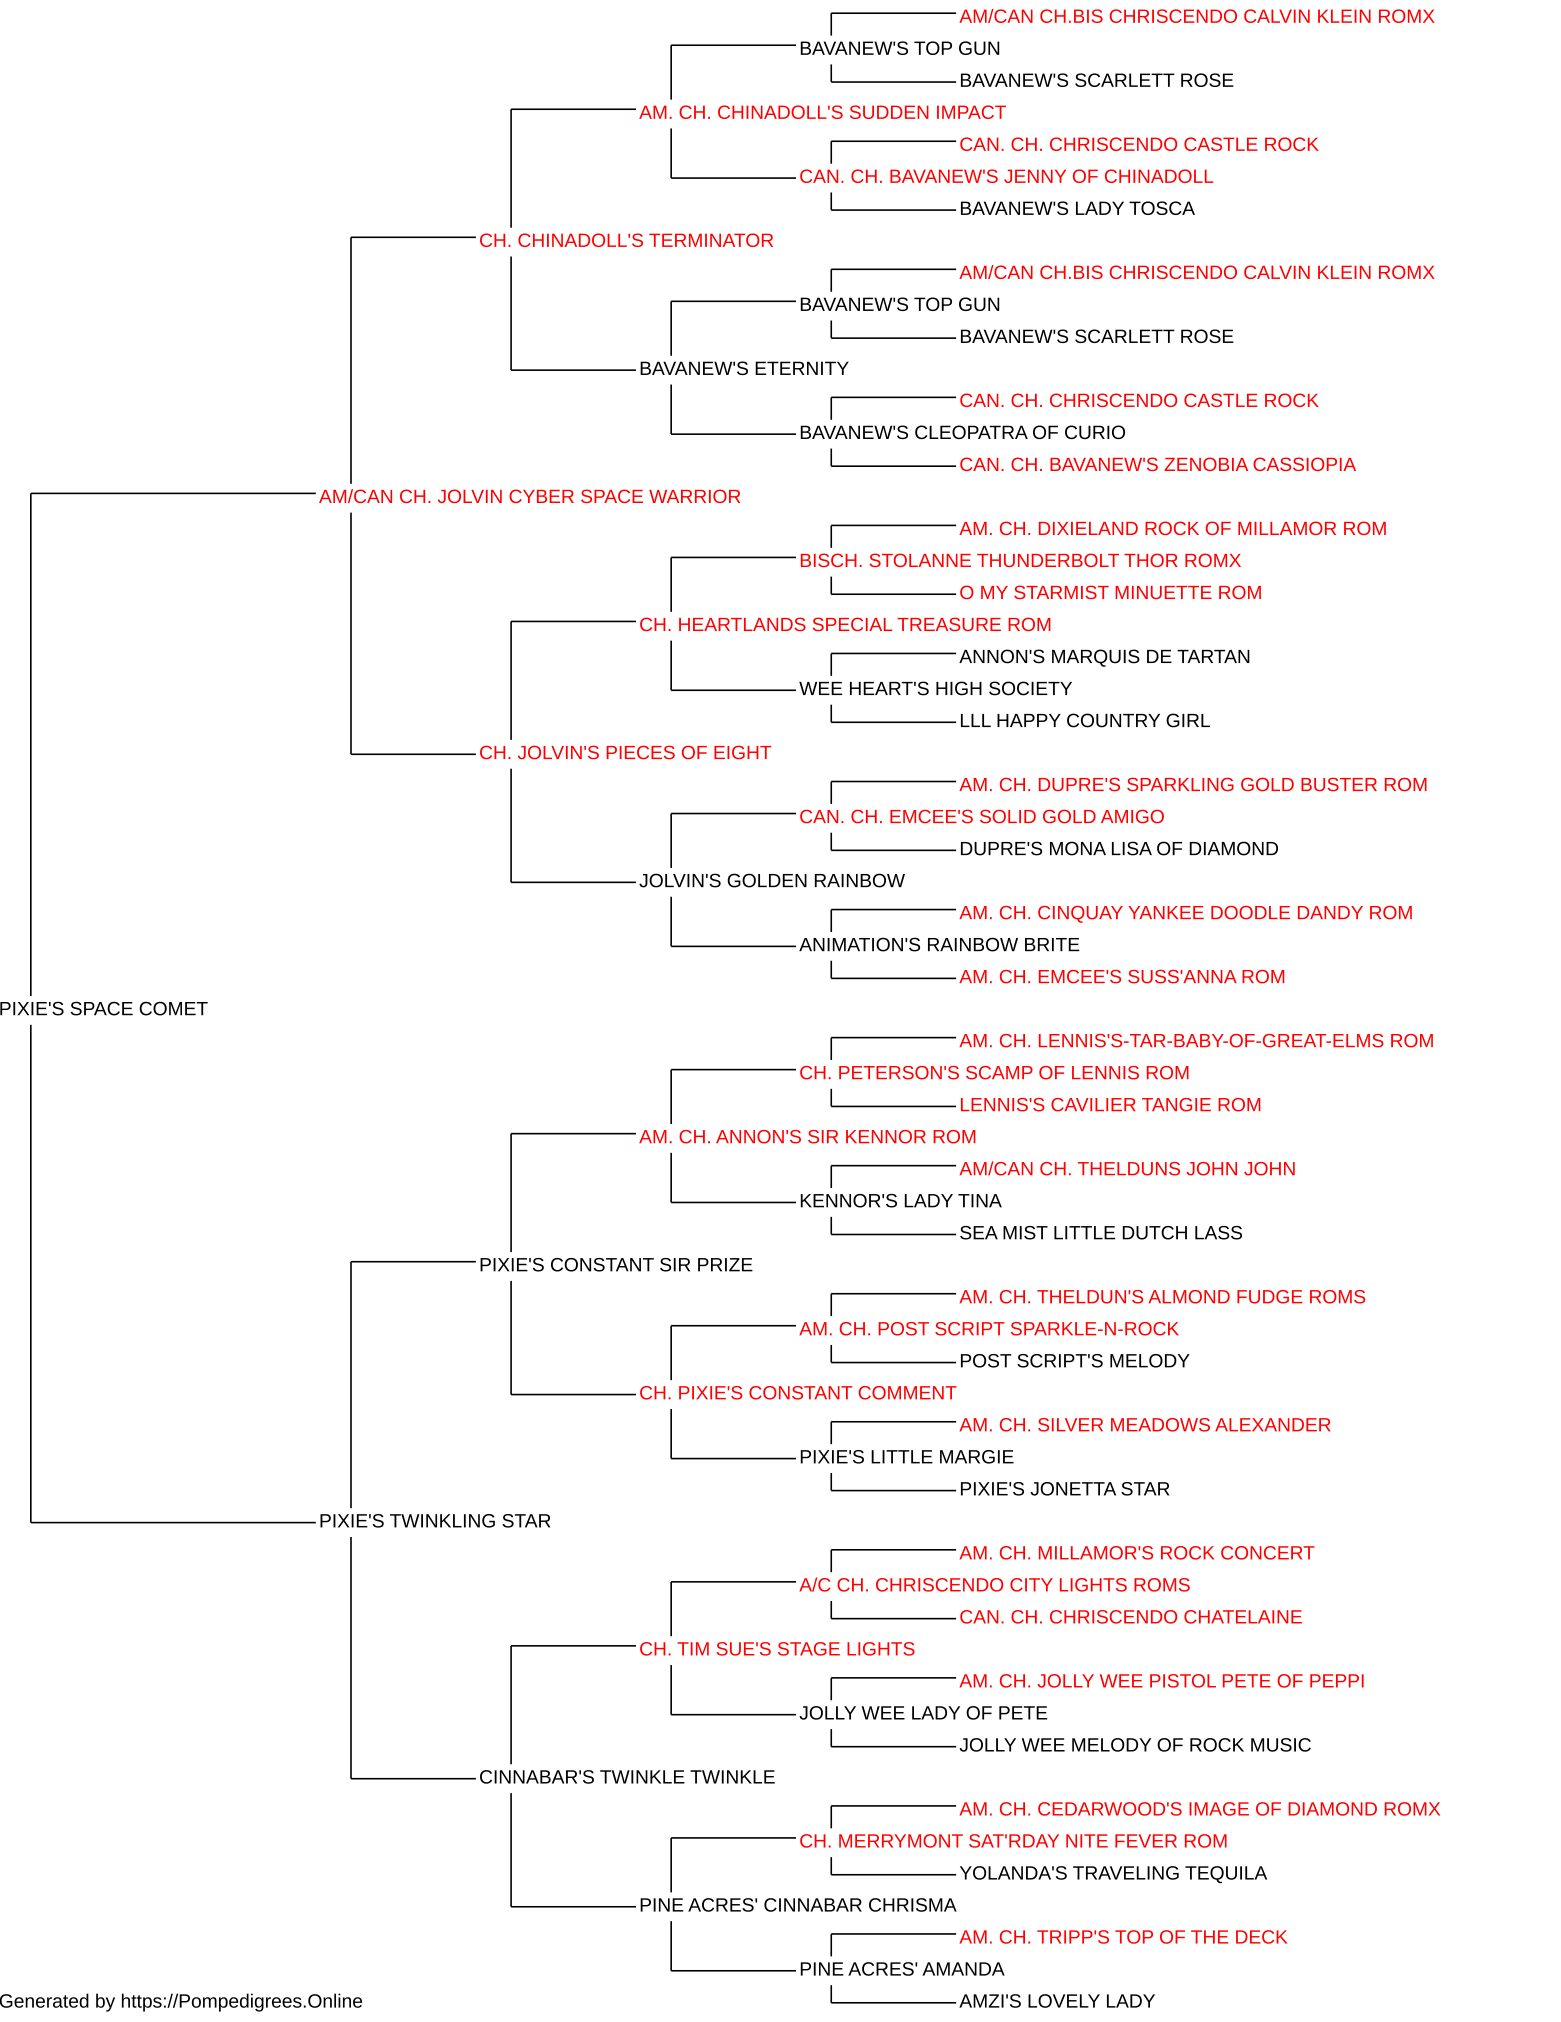 AM/CAN CH.BIS CHRISCENDO CALVIN KLEIN ROMX
BAVANEW'S TOP GUN
BAVANEW'S SCARLETT ROSE
AM. CH. CHINADOLL'S SUDDEN IMPACT
CAN. CH. CHRISCENDO CASTLE ROCK
CAN. CH. BAVANEW'S JENNY OF CHINADOLL
BAVANEW'S LADY TOSCA
CH. CHINADOLL'S TERMINATOR
AM/CAN CH.BIS CHRISCENDO CALVIN KLEIN ROMX
BAVANEW'S TOP GUN
BAVANEW'S SCARLETT ROSE
BAVANEW'S ETERNITY
CAN. CH. CHRISCENDO CASTLE ROCK
BAVANEW'S CLEOPATRA OF CURIO
CAN. CH. BAVANEW'S ZENOBIA CASSIOPIA
AM/CAN CH. JOLVIN CYBER SPACE WARRIOR
AM. CH. DIXIELAND ROCK OF MILLAMOR ROM
BISCH. STOLANNE THUNDERBOLT THOR ROMX
O MY STARMIST MINUETTE ROM
CH. HEARTLANDS SPECIAL TREASURE ROM
ANNON'S MARQUIS DE TARTAN
WEE HEART'S HIGH SOCIETY
LLL HAPPY COUNTRY GIRL
CH. JOLVIN'S PIECES OF EIGHT
AM. CH. DUPRE'S SPARKLING GOLD BUSTER ROM
CAN. CH. EMCEE'S SOLID GOLD AMIGO
DUPRE'S MONA LISA OF DIAMOND
JOLVIN'S GOLDEN RAINBOW
AM. CH. CINQUAY YANKEE DOODLE DANDY ROM
ANIMATION'S RAINBOW BRITE
AM. CH. EMCEE'S SUSS'ANNA ROM
PIXIE'S SPACE COMET
AM. CH. LENNIS'S-TAR-BABY-OF-GREAT-ELMS ROM
CH. PETERSON'S SCAMP OF LENNIS ROM
LENNIS'S CAVILIER TANGIE ROM
AM. CH. ANNON'S SIR KENNOR ROM
AM/CAN CH. THELDUNS JOHN JOHN
KENNOR'S LADY TINA
SEA MIST LITTLE DUTCH LASS
PIXIE'S CONSTANT SIR PRIZE
AM. CH. THELDUN'S ALMOND FUDGE ROMS
AM. CH. POST SCRIPT SPARKLE-N-ROCK
POST SCRIPT'S MELODY
CH. PIXIE'S CONSTANT COMMENT
AM. CH. SILVER MEADOWS ALEXANDER
PIXIE'S LITTLE MARGIE
PIXIE'S JONETTA STAR
PIXIE'S TWINKLING STAR
AM. CH. MILLAMOR'S ROCK CONCERT
A/C CH. CHRISCENDO CITY LIGHTS ROMS
CAN. CH. CHRISCENDO CHATELAINE
CH. TIM SUE'S STAGE LIGHTS
AM. CH. JOLLY WEE PISTOL PETE OF PEPPI
JOLLY WEE LADY OF PETE
JOLLY WEE MELODY OF ROCK MUSIC
CINNABAR'S TWINKLE TWINKLE
AM. CH. CEDARWOOD'S IMAGE OF DIAMOND ROMX
CH. MERRYMONT SAT'RDAY NITE FEVER ROM
YOLANDA'S TRAVELING TEQUILA
PINE ACRES' CINNABAR CHRISMA
AM. CH. TRIPP'S TOP OF THE DECK
PINE ACRES' AMANDA
AMZI'S LOVELY LADY
Generated by https://Pompedigrees.Online